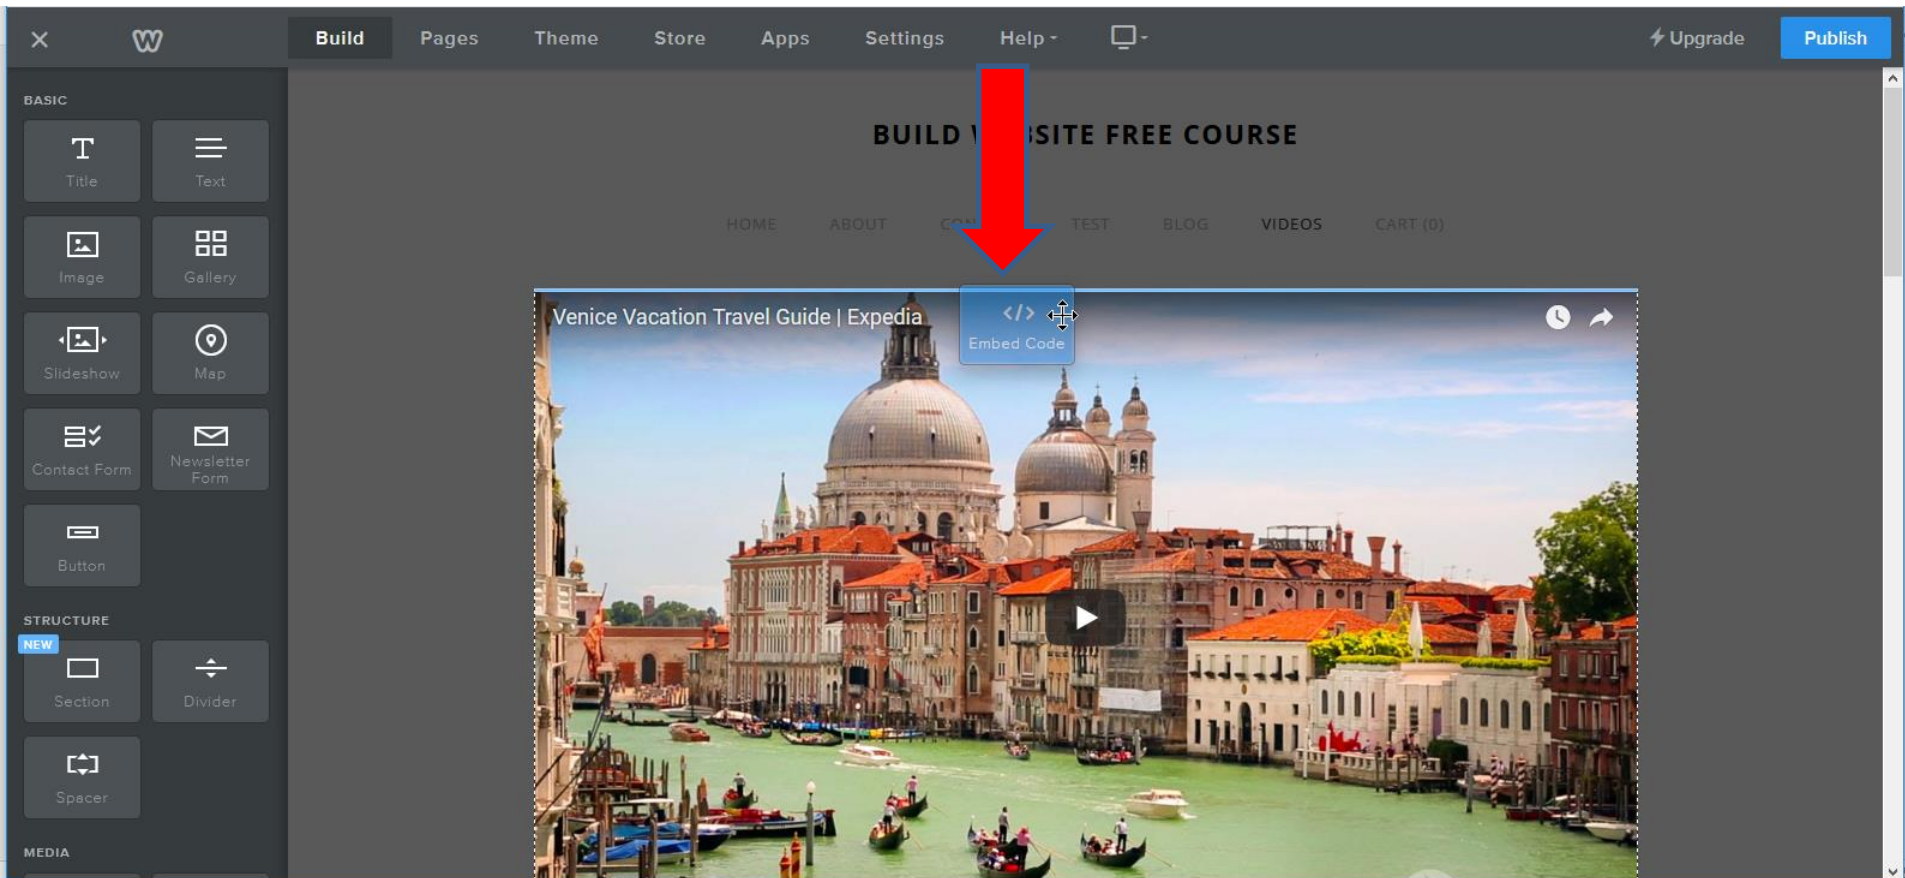 Build Pages Theme Store Apps Settings Help Upgrade Publish
BASIC
Title Text
Image Gallery
Slideshow Map
Contact Form Newsletter
Form
Button
STRUCTURE
NEW
Section Divider
Spacer
MEDIA
BUILD SITE FREE COURSE
HOME ABOUT TEST BLOG VIDEOS CART (0)
Venice Vacation Travel Guide | Expedia
</> Embed Code